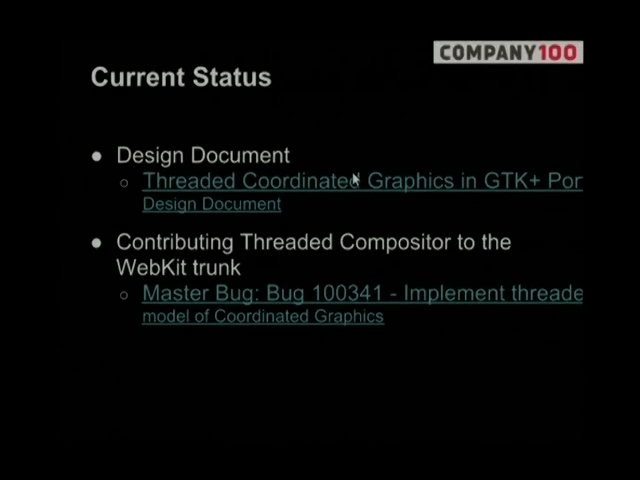 COMPANY100
Current Status
● Design Document
○ Threaded Coordinated Graphics in GTK+ Por
Design Document
● Contributing Threaded Compositor to the
WebKit trunk
○ Master Bug: Bug 100341 - Implement threade
model of Coordinated Graphics